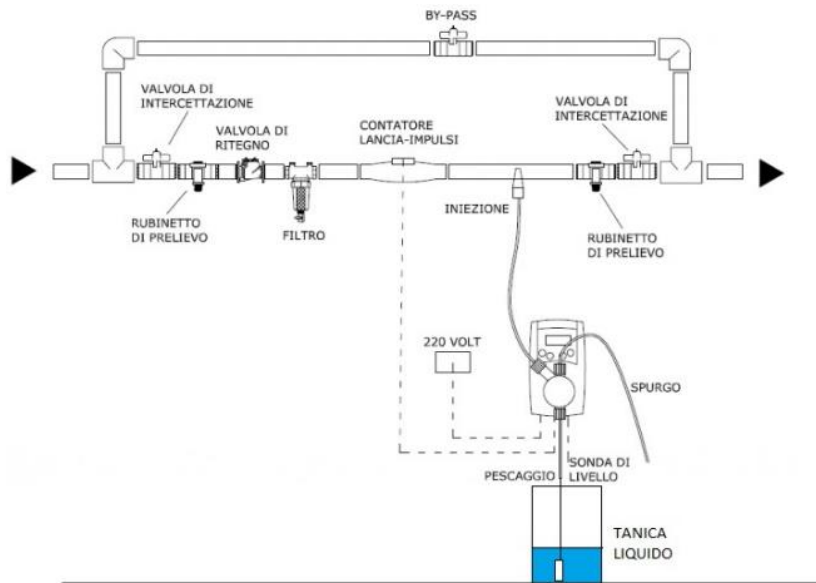 BY-PASS
VALVOLA DI
INTERCETTAZIONE
VALVOLA DI
RITEGNO
CONTATORE
LANCIA-IMPULSI
VALVOLA DI
INTERCETTAZIONE
RUBINETTO
DI PRELIEVO
FILTRO
INIEZIONE
RUBINETTO
DI PRELIEVO
220 VOLT
SPURGO
PESCAGGIO
SONDA DI
LIVELLO
TANICA
LIQUIDO